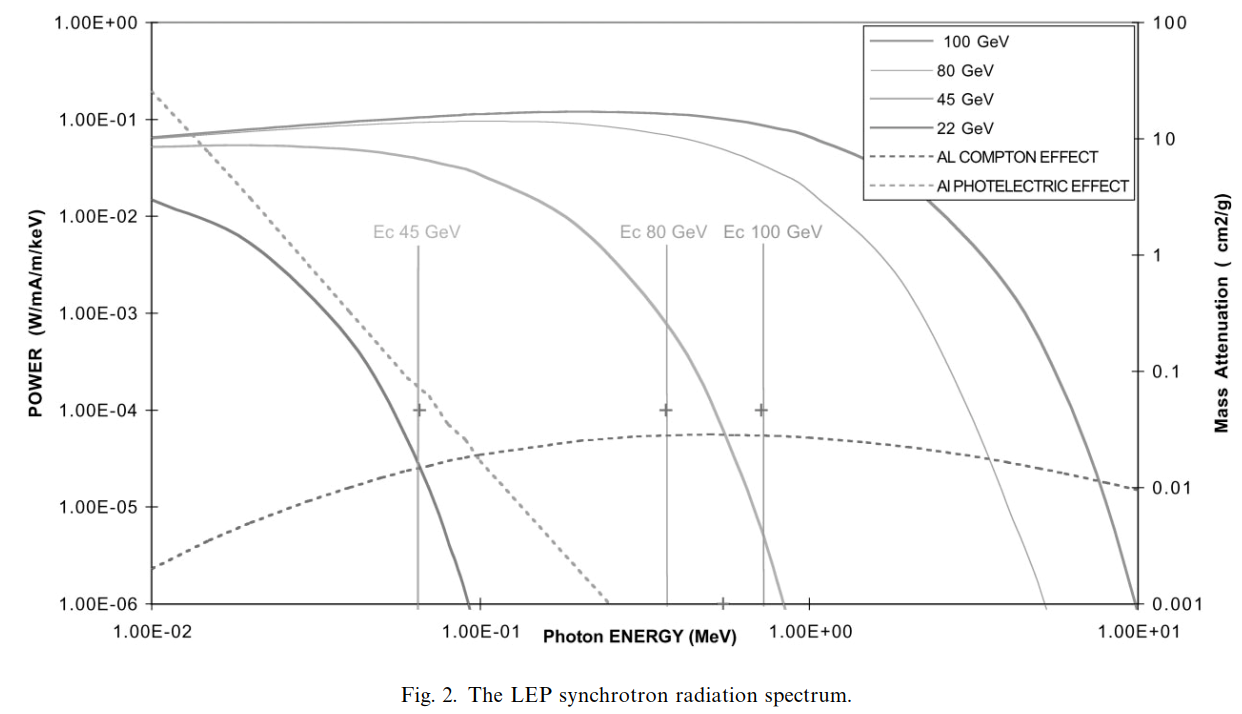 1.00E+00
1.00E-01
1.00E-02
1.00E-03
1.00E-04
1.00E-05
1.00E-06
POWER (W/mA/m/keV)
100 GeV
80 GeV
45 GeV
22 GeV
AL COMPTON EFFECT
Al PHOTELECTRIC EFFECT
Ec 45 GeV
Ec 80 GeV
Ec 100 GeV
100
10
1
0.1
0.01
0.001
Mass Attenuation ( cm2/g)
1.00E-02
1.00E-01
1.00E+00
1.00E+01
Photon ENERGY (MeV)
Fig. 2. The LEP synchrotron radiation spectrum.